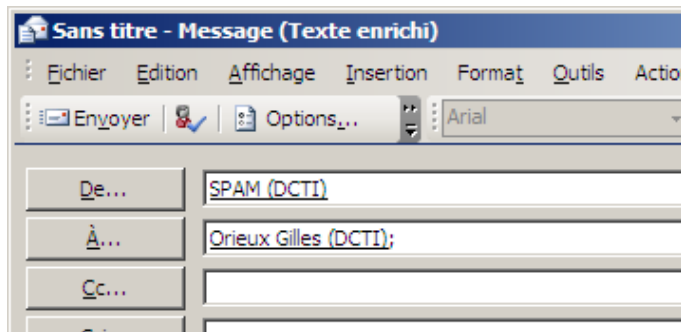 Sans titre - Message (Texte enrichi)
Fichier Edition Affichage Insertion Format Outils Actio
Envoyer Options... Arial
De... SPAM (DCTI)
À... Orieux Gilles (DCTI);
Cc...